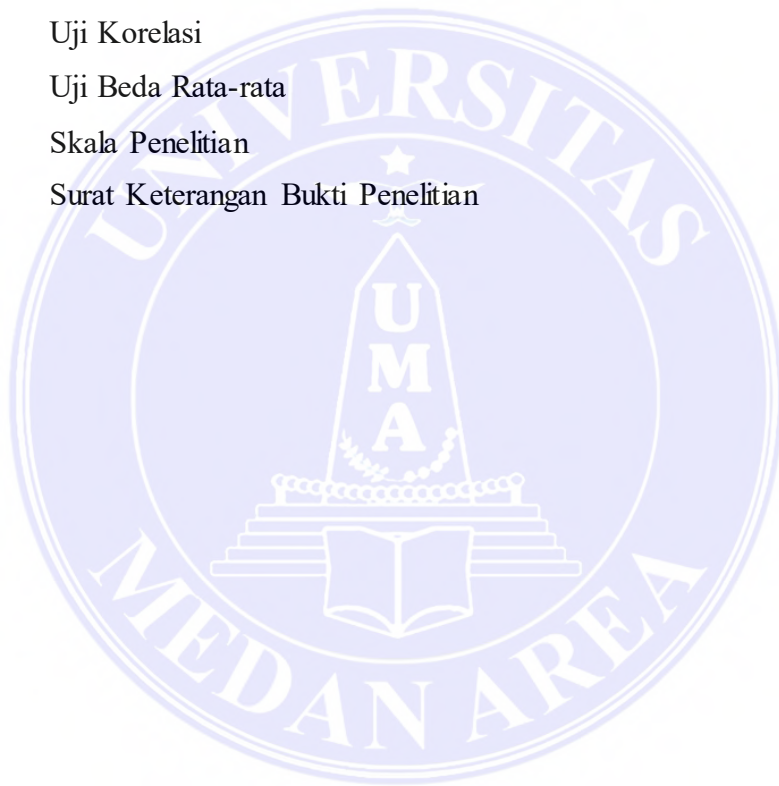 Uji Korelasi
Uji Beda Rata-rata
Skala Penelitian
Surat Keterangan Bukti Penelitian
UNIVERSITAS
UMA
MEDAN AREA